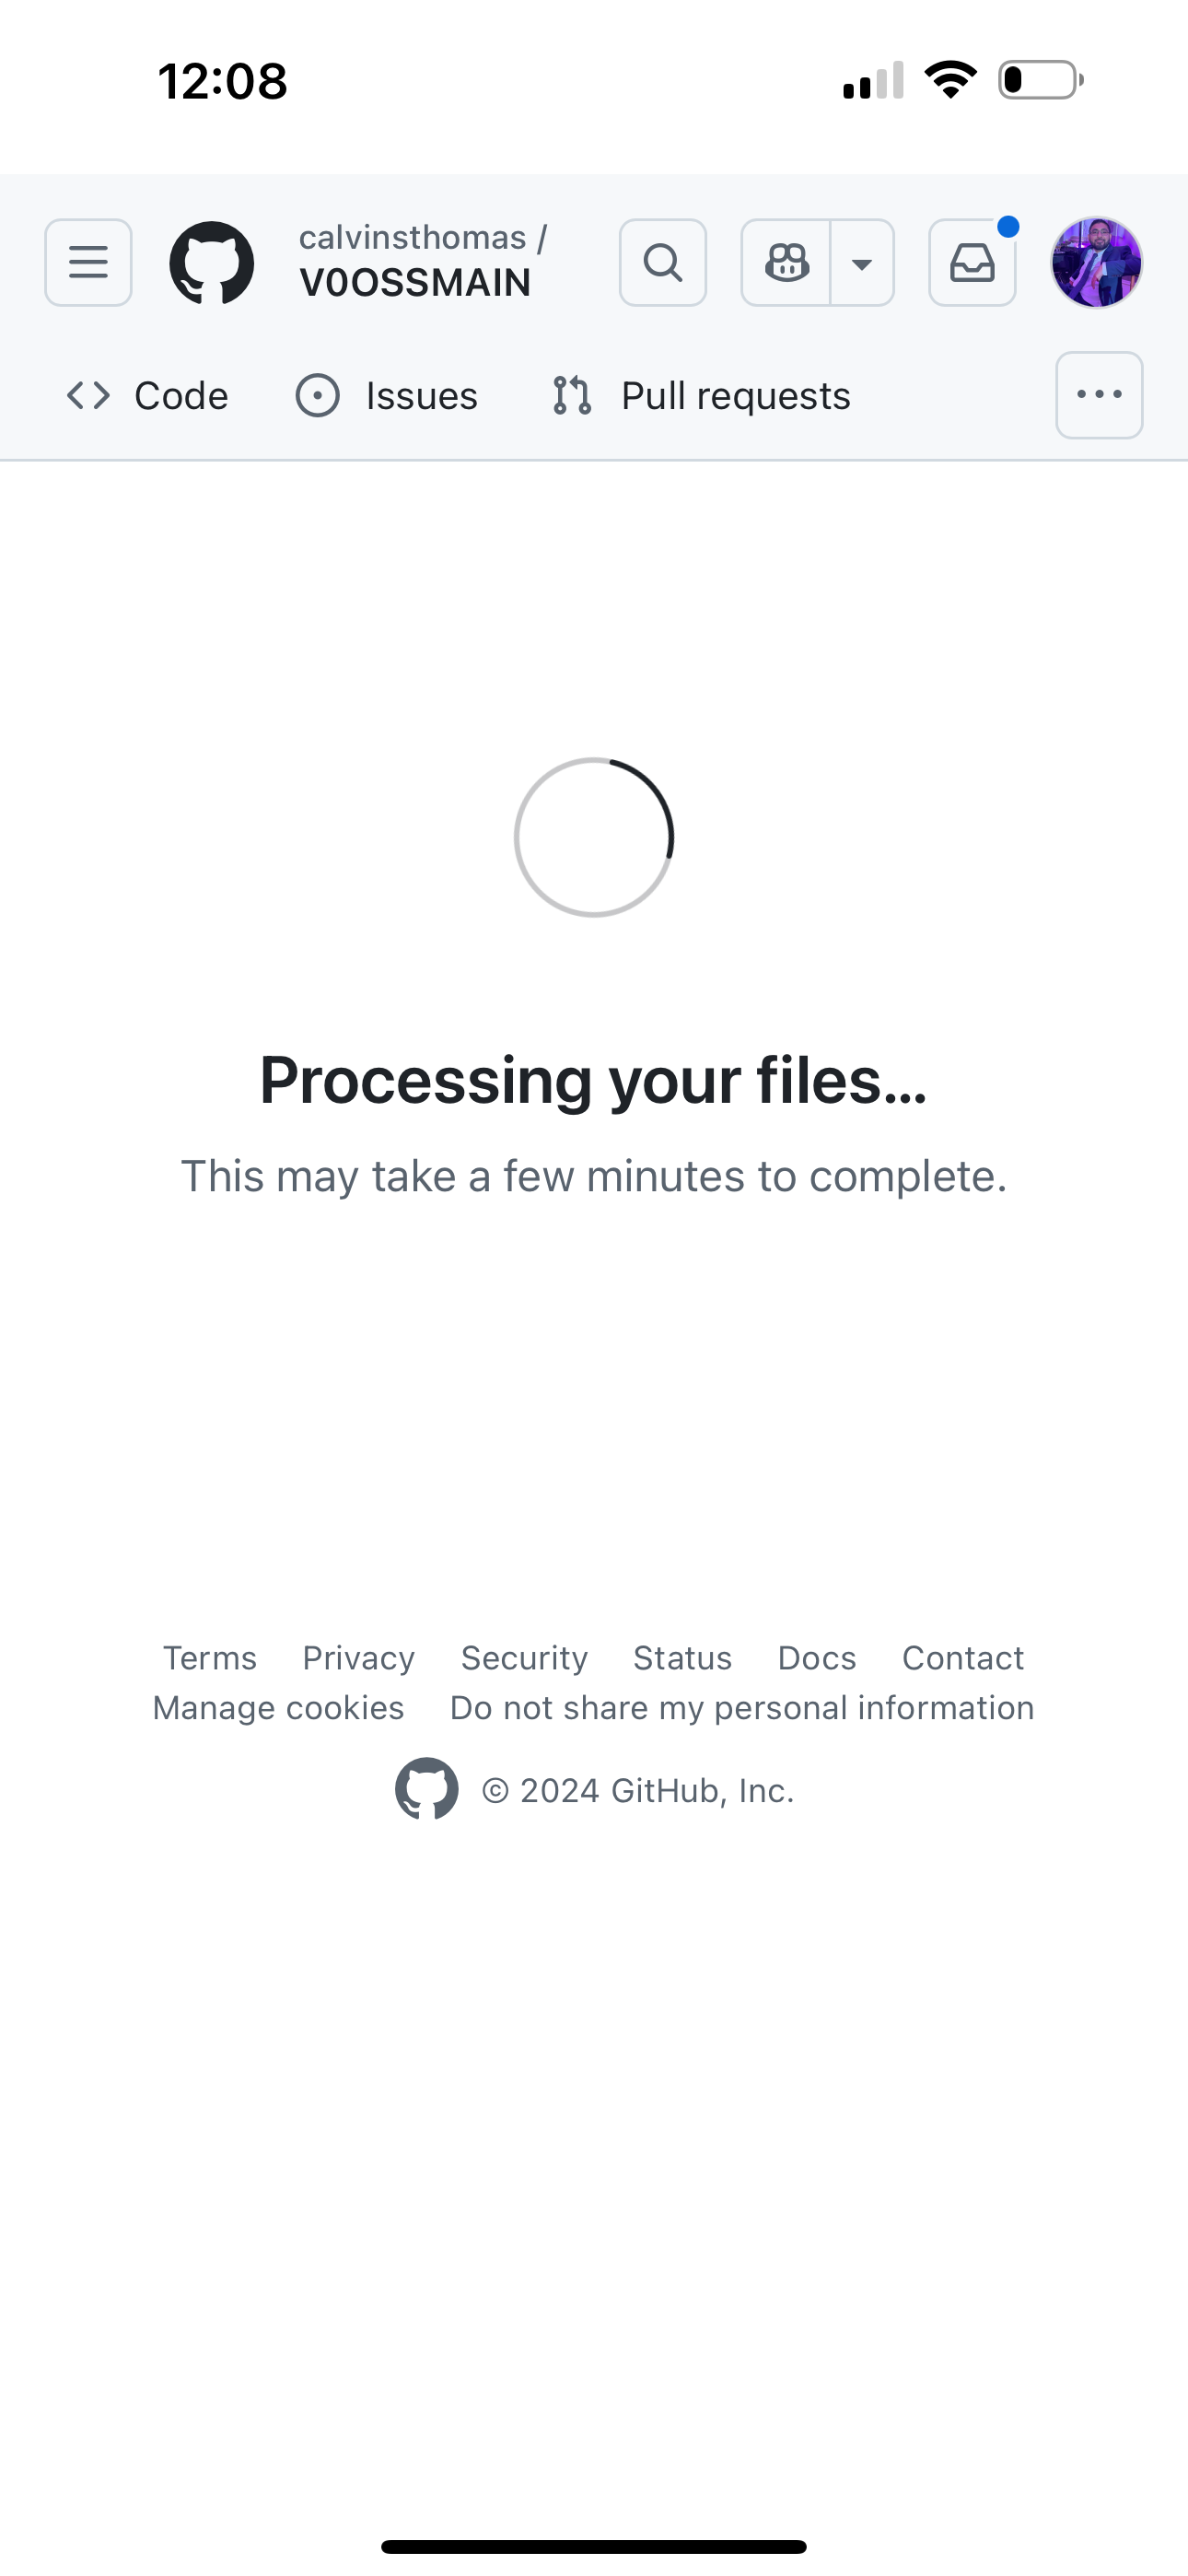 12:08
calvinsthomas /
V0OSSMAIN
Code Issues Pull requests
Processing your files...
This may take a few minutes to complete.
Terms Privacy Security Status Docs Contact
Manage cookies Do not share my personal information
© 2024 GitHub, Inc.